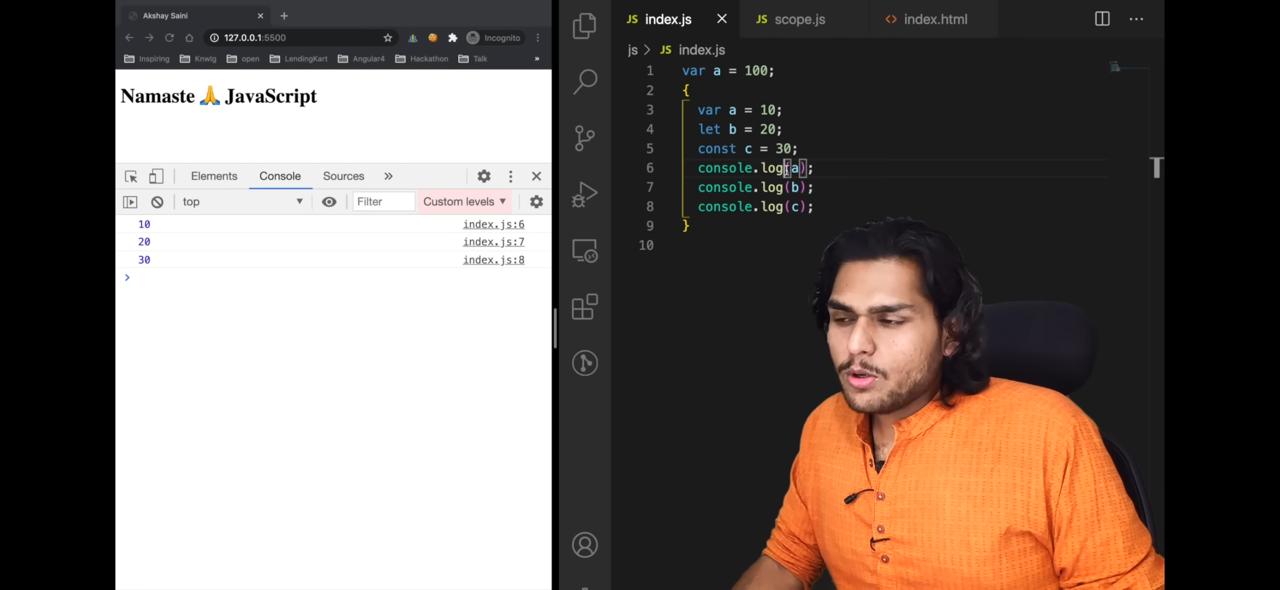 Akshay Saini
127.0.0.1:5500
Incognito
Inspiring Knwlg open LendingKart Angular4 Hackathon Talk »
Namaste 🙏 JavaScript
Elements Console Sources »
top Filter Custom levels
10 index.js:6
20 index.js:7
30 index.js:8
>
JS index.js JS scope.js <> index.html
js > JS index.js
1 var a = 100;
2 {
3 var a = 10;
4 let b = 20;
5 const c = 30;
6 console.log(a);
7 console.log(b);
8 console.log(c);
9 }
10